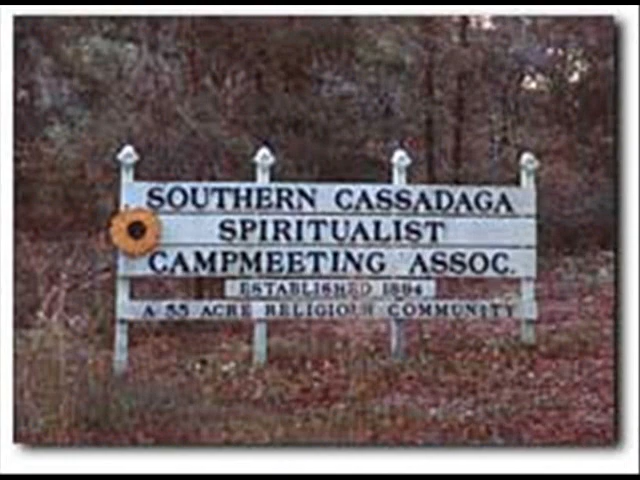 SOUTHERN CASSADAGA
SPIRITUALIST
CAMPMEETING ASSOC.
ESTABLISHED 1894
A 55 ACRE RELIGIOUS COMMUNITY